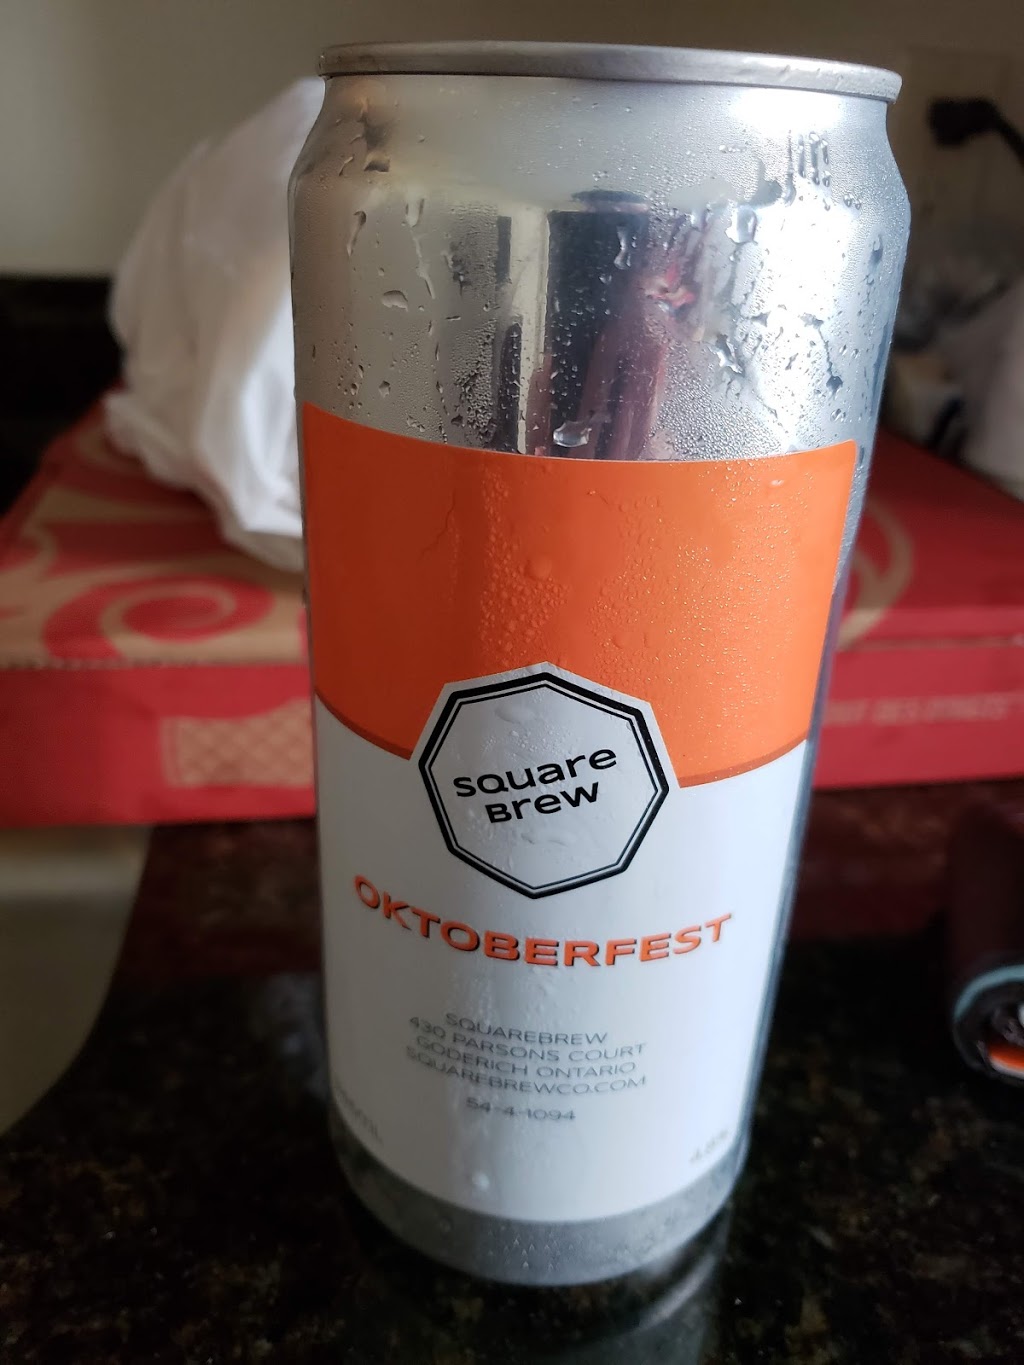 SQUARE
BREW
OKTOBERFEST
SQUAREBREW
430 PARSONS COURT
GODERICH ONTARIO
SQUAREBREWCO.COM
54-4-1094